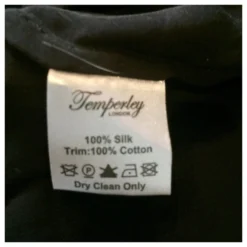 Temperley
LONDON
100% Silk
Trim:100% Cotton
P
Dry Clean Only